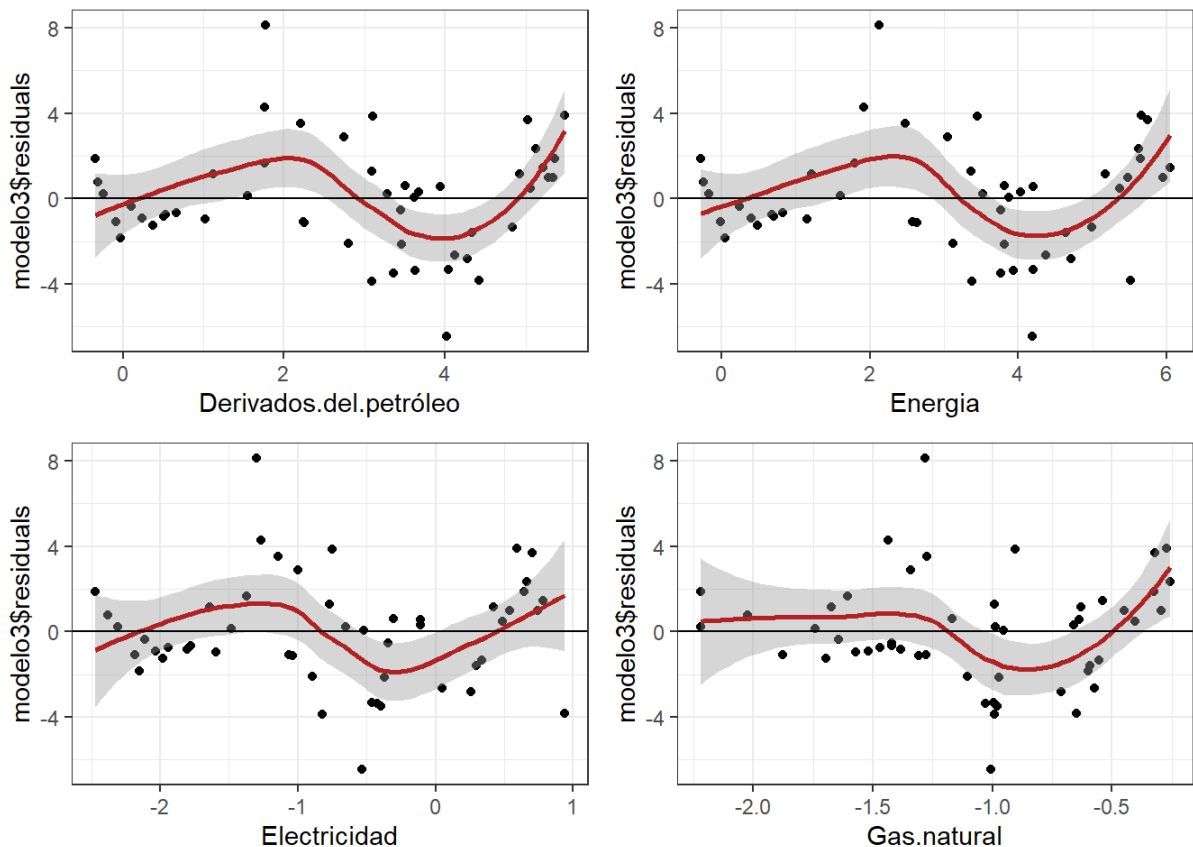 modelo3$residuals
8
4
0
-4
0 2 4
Derivados.del.petróleo
modelo3$residuals
8
4
0
-4
0 2 4 6
Energia
modelo3$residuals
8
4
0
-4
-2 -1 0 1
Electricidad
modelo3$residuals
8
4
0
-4
-2.0 -1.5 -1.0 -0.5
Gas.natural